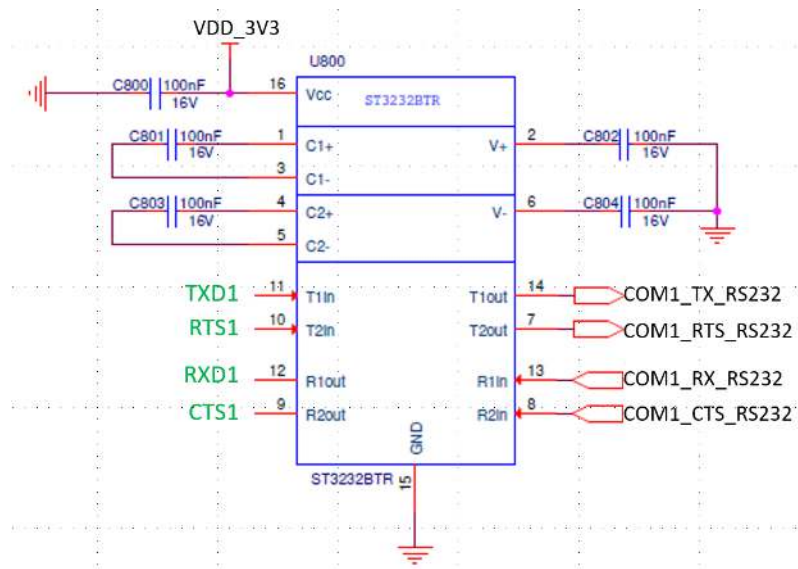 VDD_3V3
U800
C800 100nF 16V
16 Vcc
ST3232BTR
C801 100nF 16V
1 C1+
3 C1-
V+ 2
C802 100nF 16V
C803 100nF 16V
4 C2+
5 C2-
V- 6
C804 100nF 16V
TXD1 11 T1In
T1out 14 COM1_TX_RS232
RTS1 10 T2In
T2out 7 COM1_RTS_RS232
RXD1 12 R1out
R1In 13 COM1_RX_RS232
CTS1 9 R2out
R2In 8 COM1_CTS_RS232
GND
ST3232BTR
15